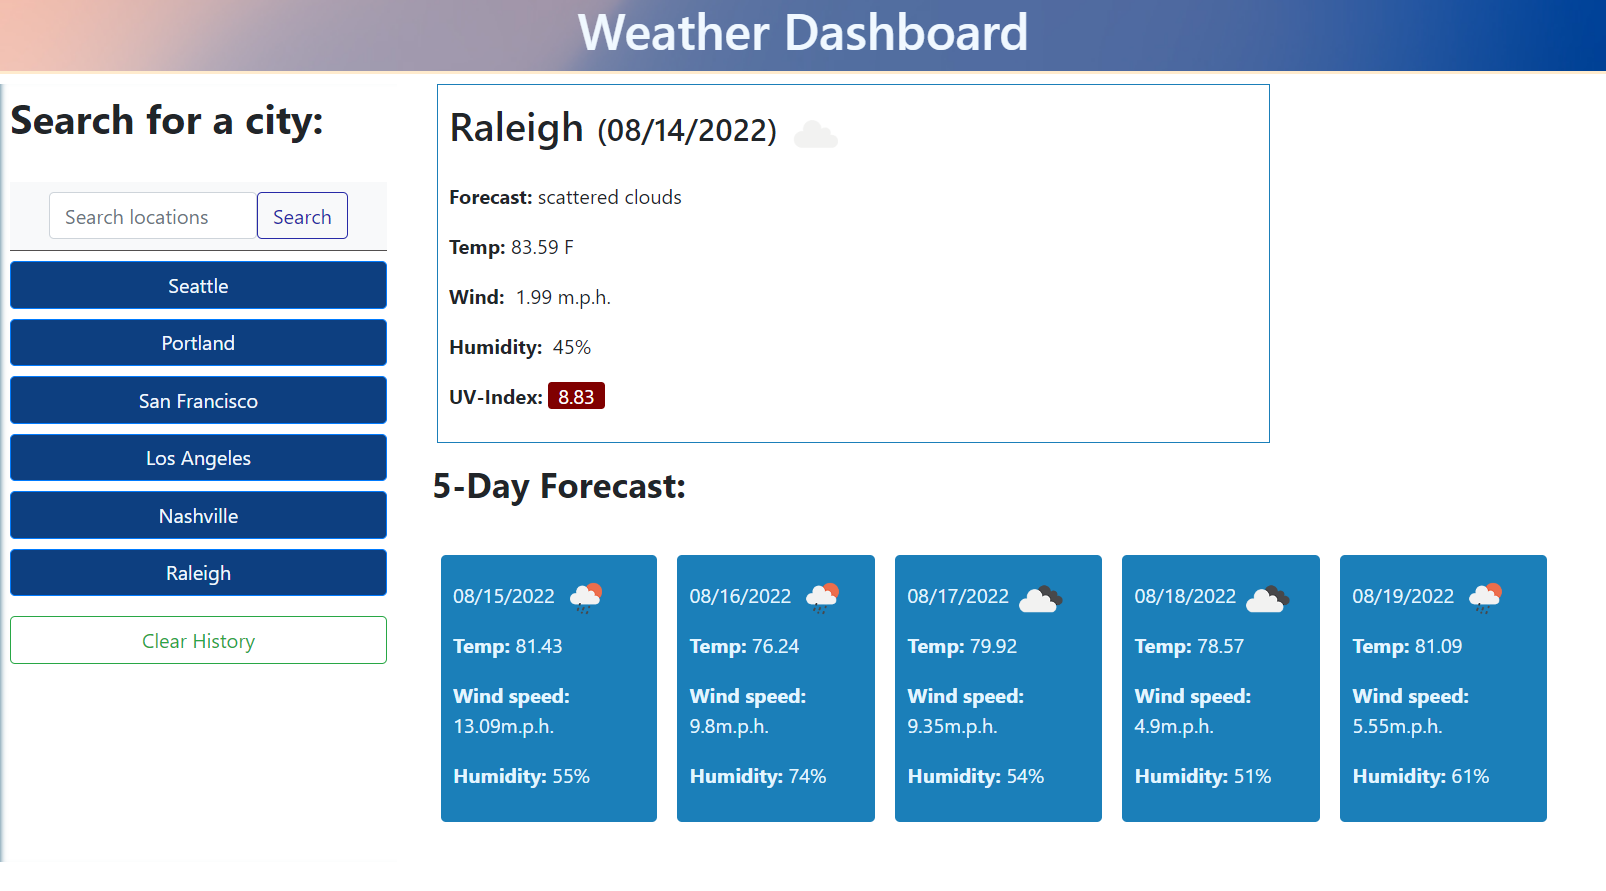 Weather Dashboard
Search for a city:
Search locations
Search
Seattle
Portland
San Francisco
Los Angeles
Nashville
Raleigh
Clear History
Raleigh (08/14/2022)
Forecast: scattered clouds
Temp: 83.59 F
Wind: 1.99 m.p.h.
Humidity: 45%
UV-Index: 8.83
5-Day Forecast:
08/15/2022
Temp: 81.43
Wind speed:
13.09m.p.h.
Humidity: 55%
08/16/2022
Temp: 76.24
Wind speed:
9.8m.p.h.
Humidity: 74%
08/17/2022
Temp: 79.92
Wind speed:
9.35m.p.h.
Humidity: 54%
08/18/2022
Temp: 78.57
Wind speed:
4.9m.p.h.
Humidity: 51%
08/19/2022
Temp: 81.09
Wind speed:
5.55m.p.h.
Humidity: 61%